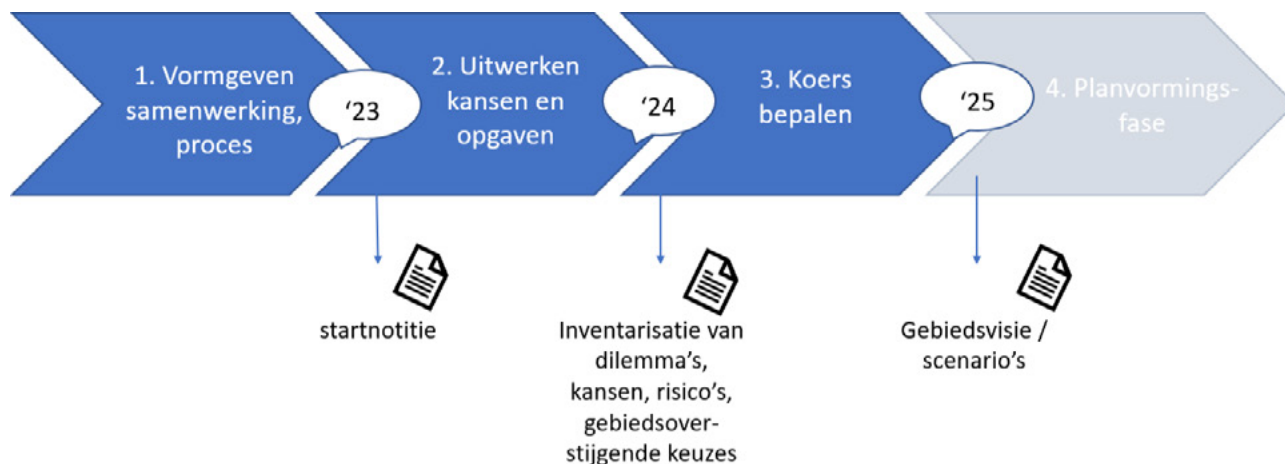 1. Vormgeven
samenwerking,
proces
‘23
2. Uitwerken
kansen en
opgaven
‘24
3. Koers
bepalen
‘25
4. Planvormings-
fase
startnotitie
Inventarisatie van
dilemma’s,
kansen, risico’s,
gebiedsover-
stijgende keuzes
Gebiedsvisie /
scenario’s